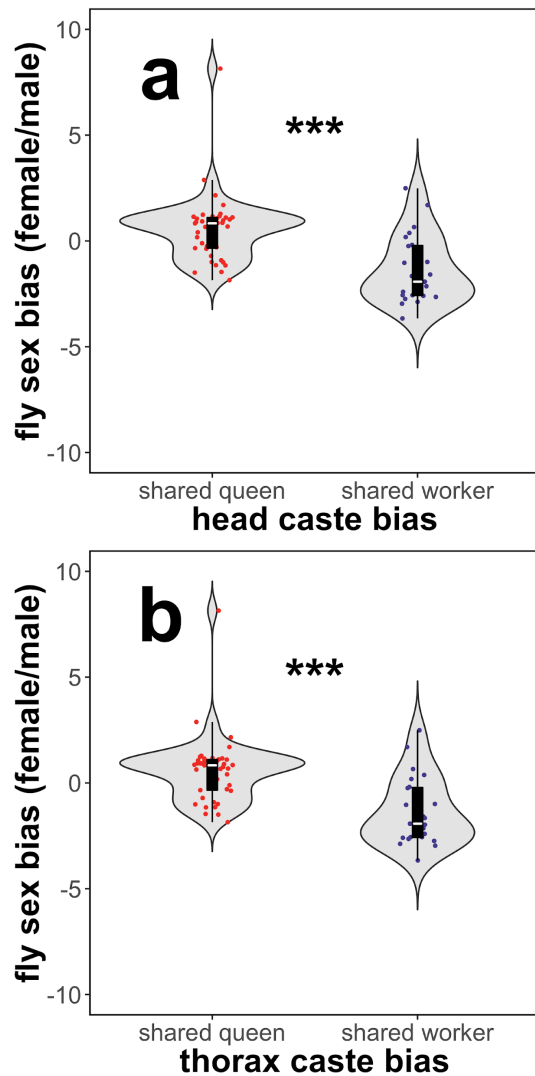 a
***
10
5
0
-5
-10
fly sex bias (female/male)
shared queen shared worker
head caste bias
b
***
10
5
0
-5
-10
fly sex bias (female/male)
shared queen shared worker
thorax caste bias